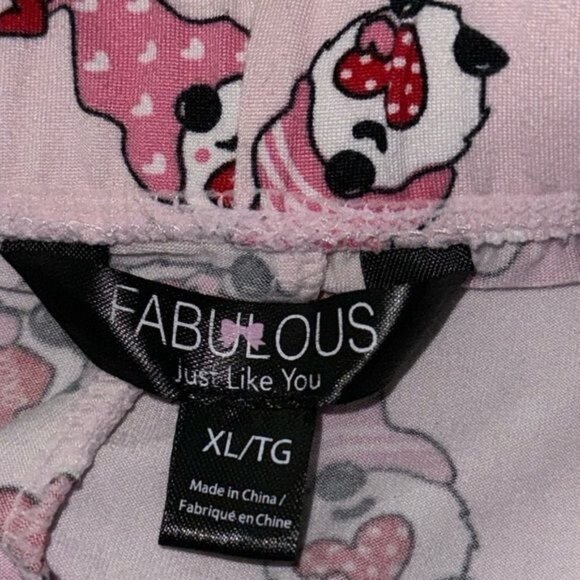 FABULOUS
Just Like You
XL/TG
Made in China /
Fabriqué en Chine